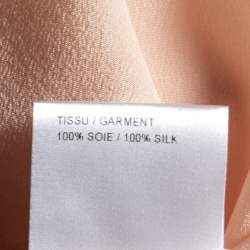 TISSU / GARMENT
100% SOIE / 100% SILK